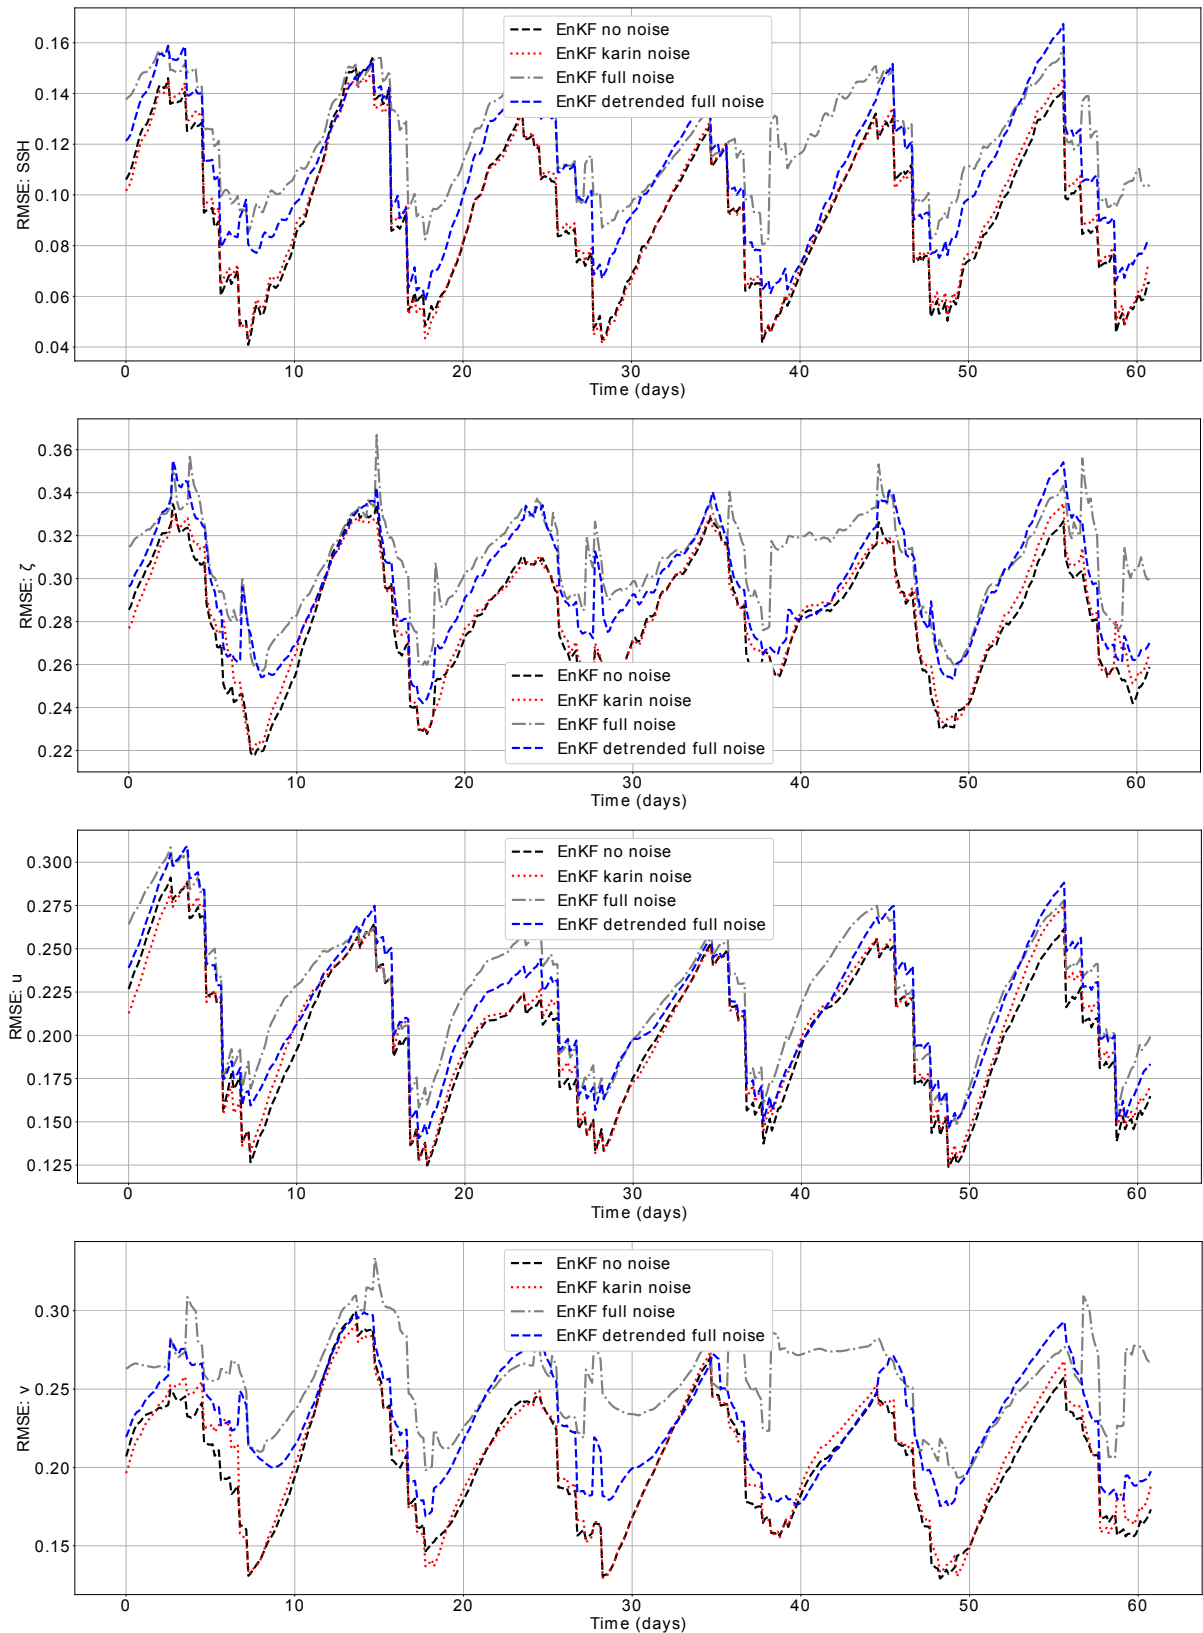 EnKF no noise
EnKF karin noise
EnKF full noise
EnKF detrended full noise
RMSE: SSH
0.16
0.14
0.12
0.10
0.08
0.06
0.04
0 10 20 30 40 50 60
Time (days)
RMSE: ζ
0.36
0.34
0.32
0.30
0.28
0.26
0.24
0.22
EnKF no noise
EnKF karin noise
EnKF full noise
EnKF detrended full noise
0 10 20 30 40 50 60
Time (days)
EnKF no noise
EnKF karin noise
EnKF full noise
EnKF detrended full noise
RMSE: u
0.300
0.275
0.250
0.225
0.200
0.175
0.150
0.125
0 10 20 30 40 50 60
Time (days)
EnKF no noise
EnKF karin noise
EnKF full noise
EnKF detrended full noise
RMSE: v
0.30
0.25
0.20
0.15
0 10 20 30 40 50 60
Time (days)